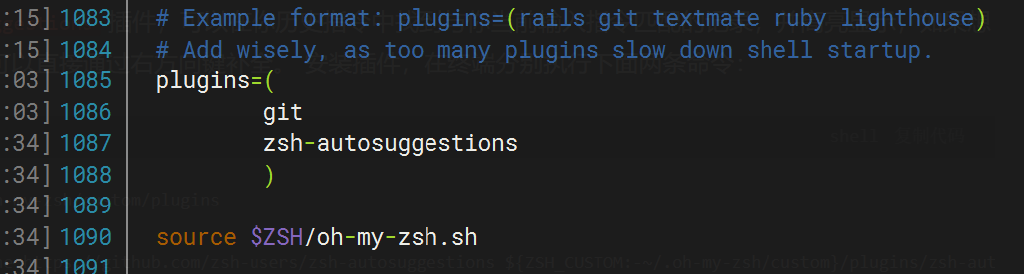 :15] 1083 # Example format: plugins=(rails git textmate ruby lighthouse)
:15] 1084 # Add wisely, as too many plugins slow down shell startup.
:03] 1085 plugins=(
:03] 1086 git
:34] 1087 zsh-autosuggestions
:34] 1088 )
:34] 1089
:34] 1090 source $ZSH/oh-my-zsh.sh
:34] 1091